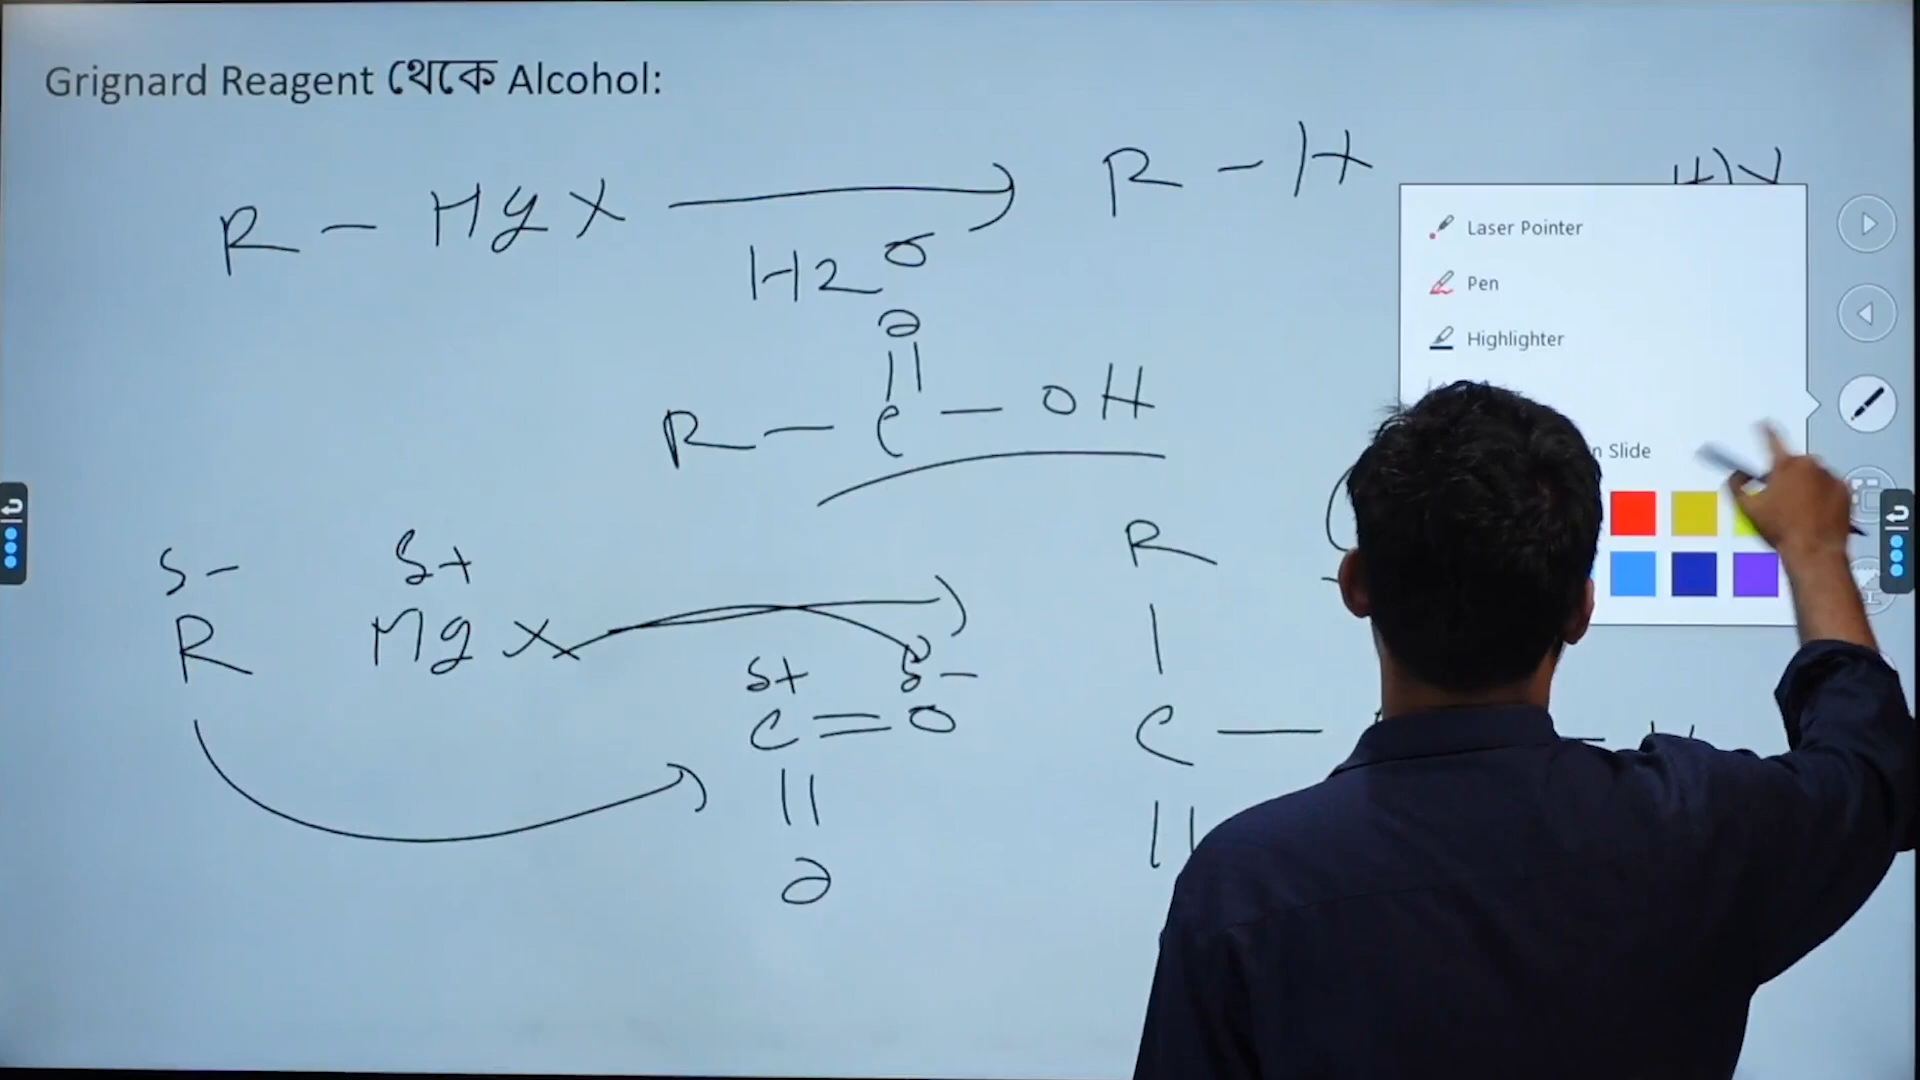 Grignard Reagent থেকে Alcohol:
R - MgX → R - H
H2O
Laser Pointer
Pen
Highlighter
n Slide
O
||
R - C - OH
δ- δ+
R MgX
δ+ δ-
C = O
||
O
R
|
C -
||